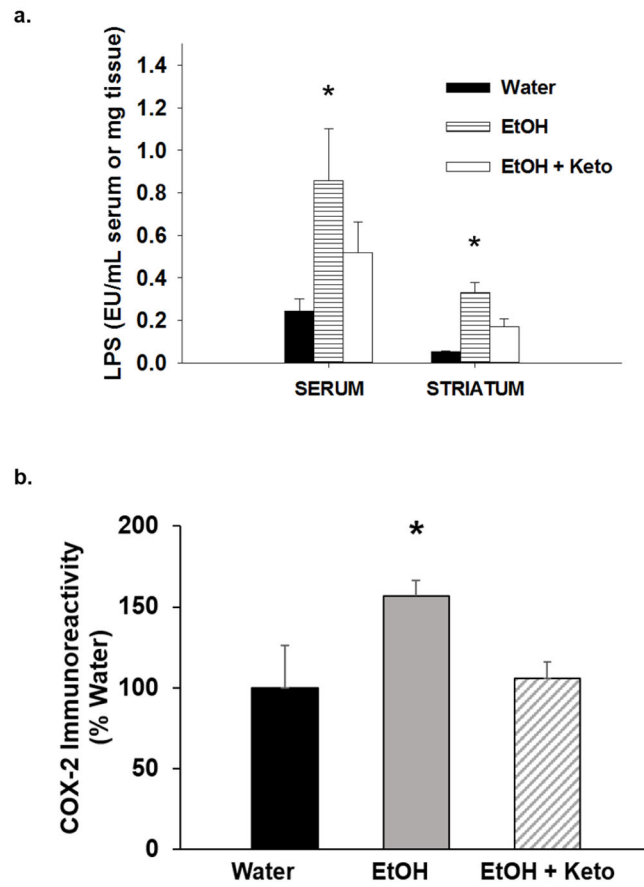 a.
LPS (EU/mL serum or mg tissue)
1.4
1.2
1.0
0.8
0.6
0.4
0.2
0.0
*
*
Water
EtOH
EtOH + Keto
SERUM
STRIATUM
b.
COX-2 Immunoreactivity
(% Water)
200
150
100
50
0
*
Water
EtOH
EtOH + Keto